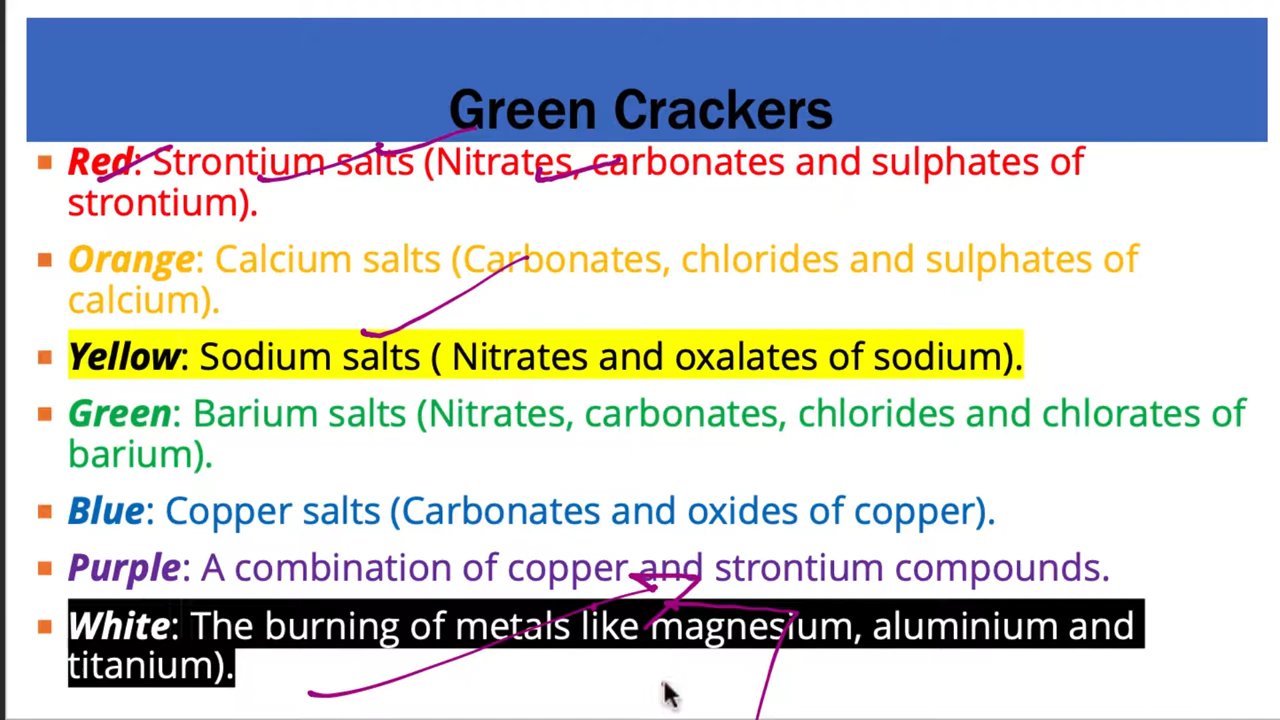 Green Crackers
Red: Strontium salts (Nitrates, carbonates and sulphates of
strontium).
Orange: Calcium salts (Carbonates, chlorides and sulphates of
calcium).
Yellow: Sodium salts ( Nitrates and oxalates of sodium).
Green: Barium salts (Nitrates, carbonates, chlorides and chlorates of
barium).
Blue: Copper salts (Carbonates and oxides of copper).
Purple: A combination of copper and strontium compounds.
White: The burning of metals like magnesium, aluminium and
titanium).